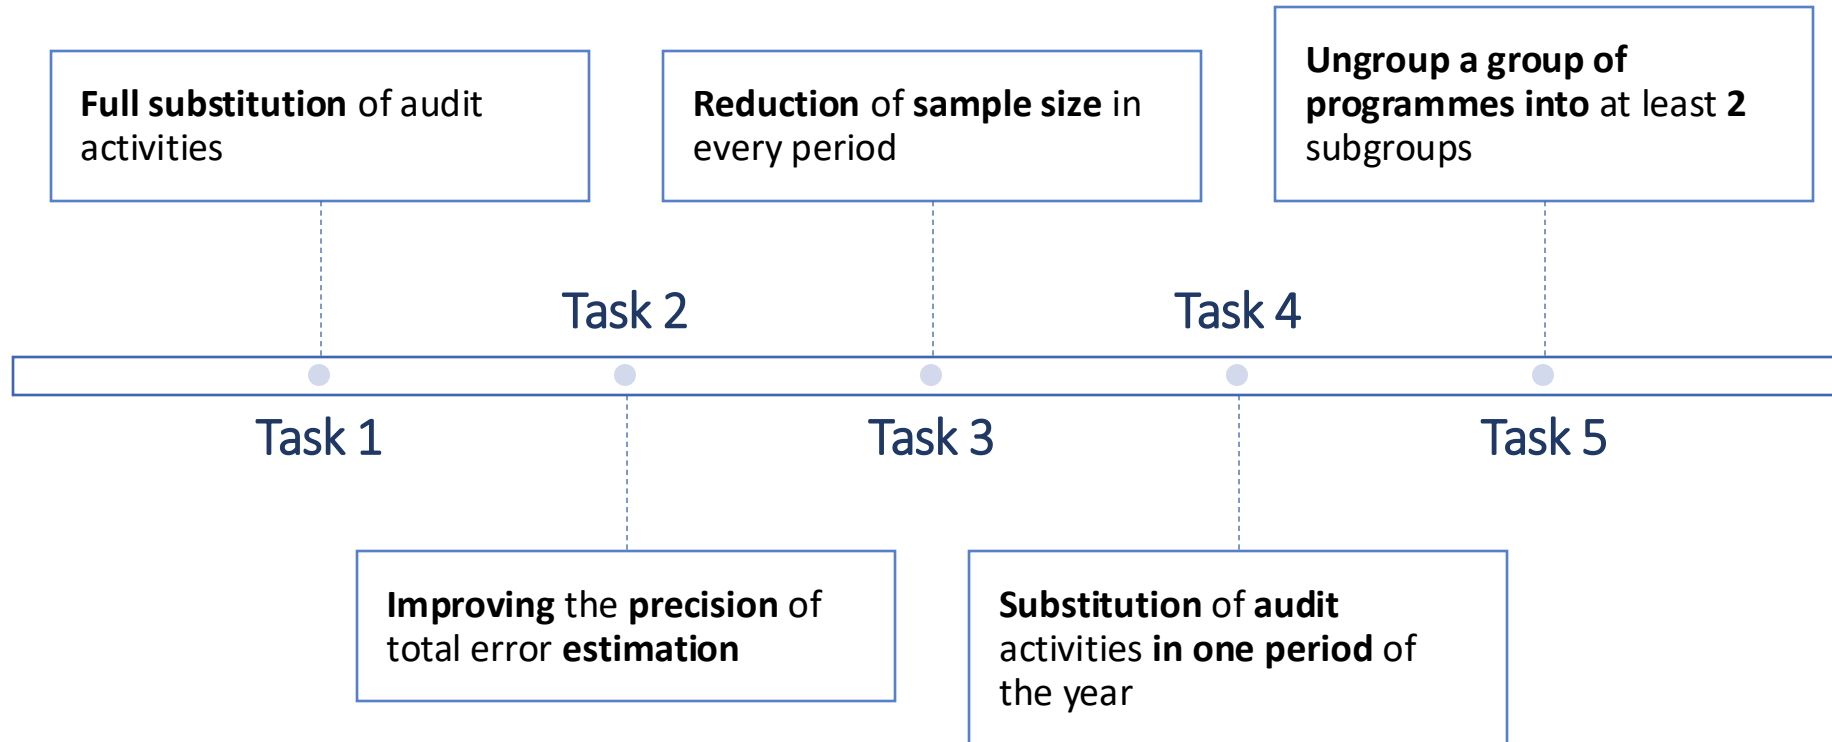 Full substitution of audit
activities
Task 1
Task 2
Improving the precision of
total error estimation
Reduction of sample size in
every period
Task 3
Task 4
Substitution of audit
activities in one period of
the year
Ungroup a group of
programmes into at least 2
subgroups
Task 5